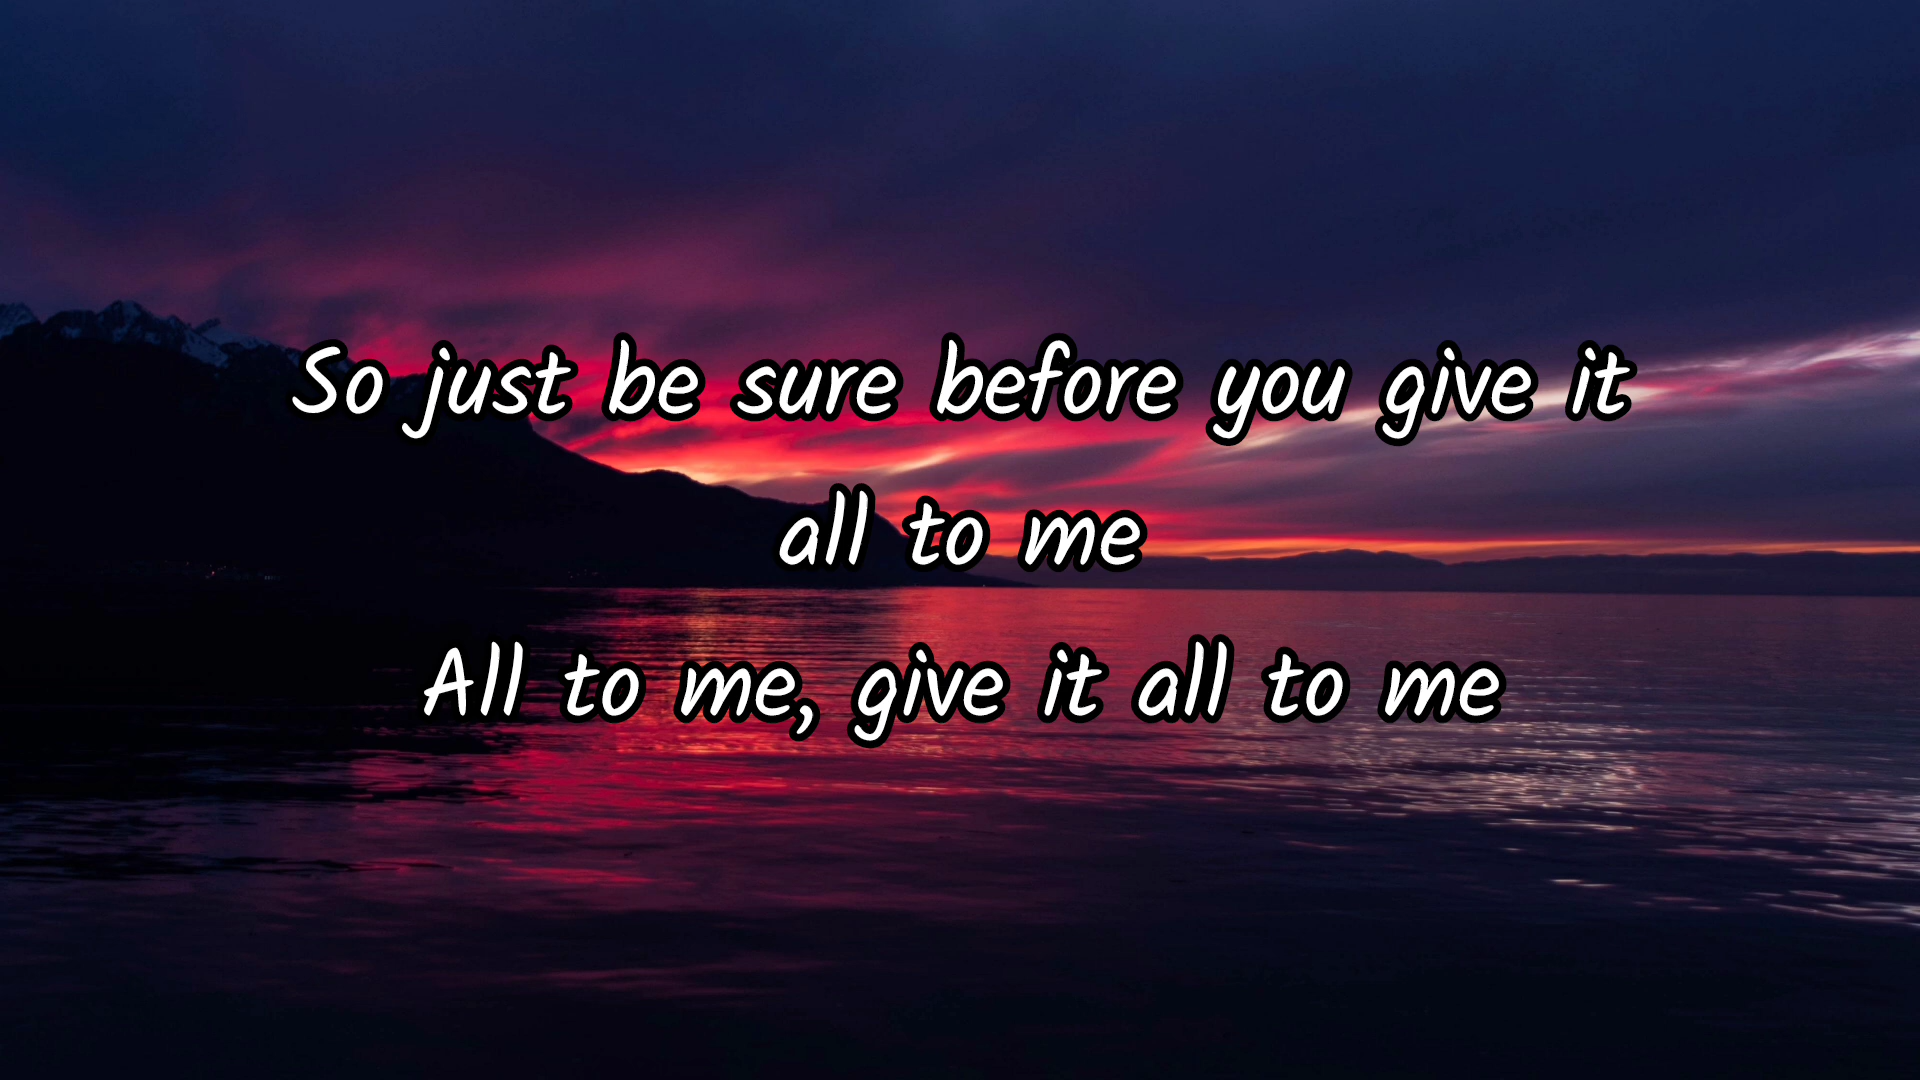 So just be sure before you give it
all to me
All to me, give it all to me